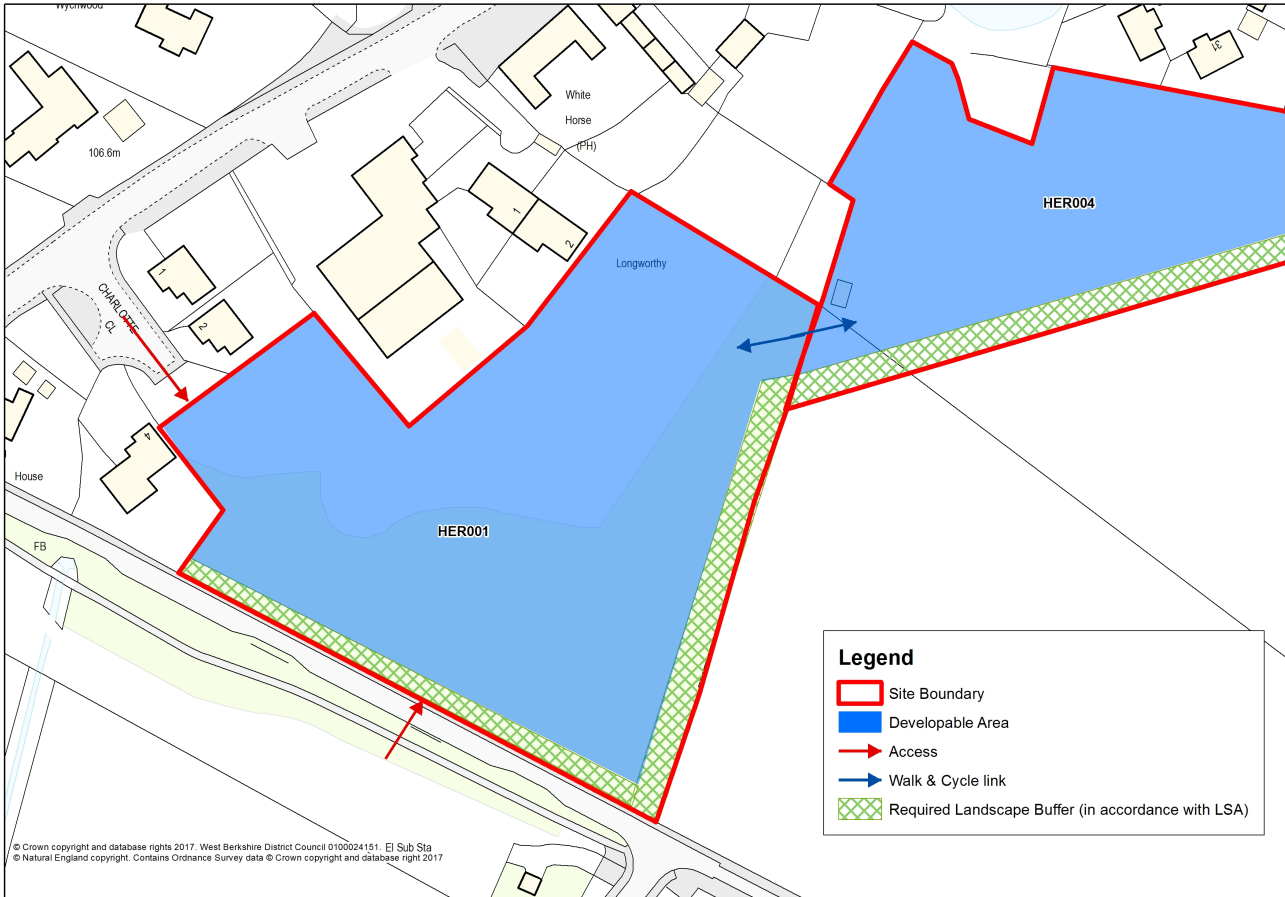 Wychwood
31
White
Horse
(PH)
106.6m
HER004
1
2
Longworthy
1
CHARLOTTE
CL
2
4
House
HER001
FB
Legend
Site Boundary
Developable Area
Access
Walk & Cycle link
Required Landscape Buffer (in accordance with LSA)
© Crown copyright and database rights 2017. West Berkshire District Council 0100024151.
El Sub Sta
© Natural England copyright. Contains Ordnance Survey data © Crown copyright and database right 2017